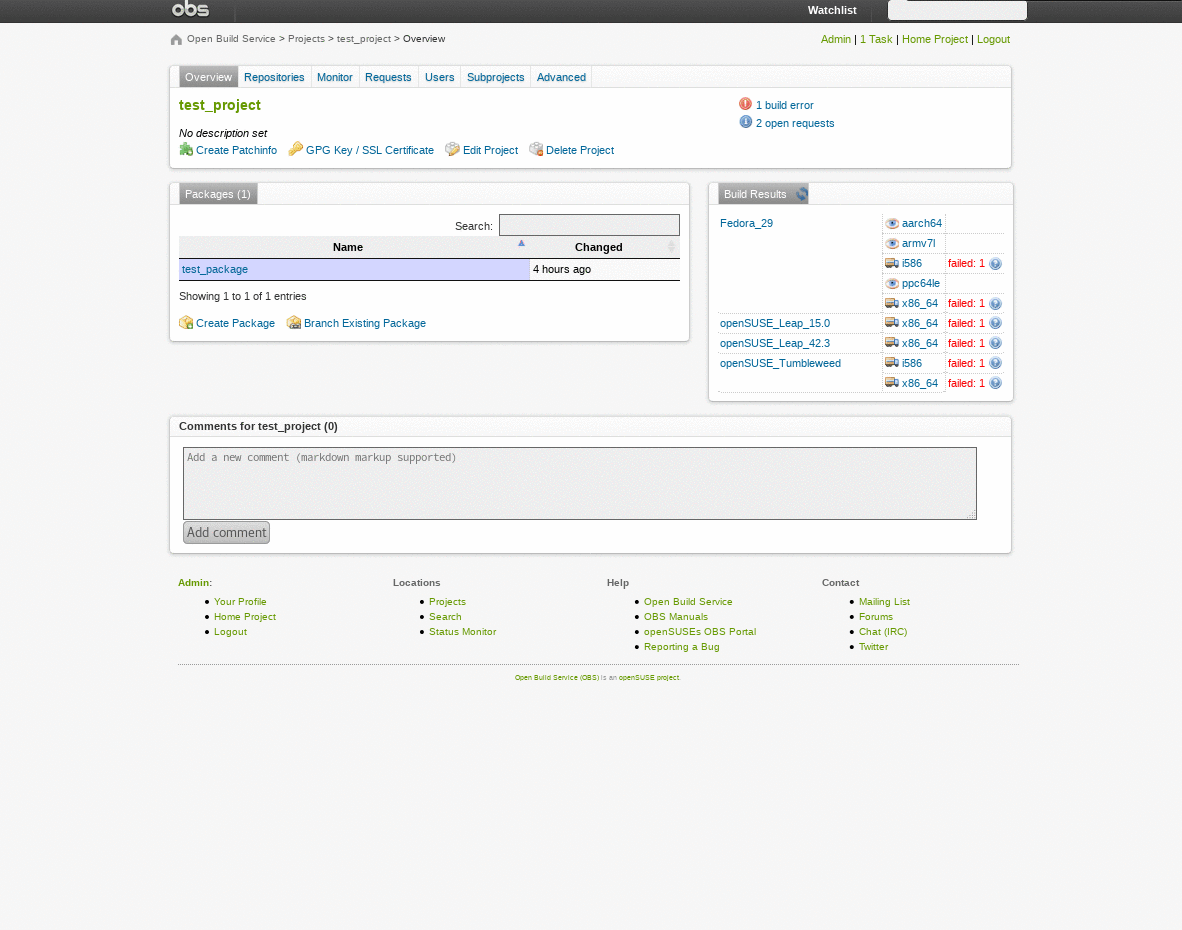 obs
Watchlist
Open Build Service > Projects > test_project > Overview
Admin | 1 Task | Home Project | Logout
Overview Repositories Monitor Requests Users Subprojects Advanced
test_project
No description set
Create Patchinfo GPG Key / SSL Certificate Edit Project Delete Project
1 build error
2 open requests
Packages (1)
Search:
Name Changed
test_package 4 hours ago
Showing 1 to 1 of 1 entries
Create Package Branch Existing Package
Build Results
Fedora_29 aarch64
armv7l
i586 failed: 1
ppc64le
x86_64 failed: 1
openSUSE_Leap_15.0 x86_64 failed: 1
openSUSE_Leap_42.3 x86_64 failed: 1
openSUSE_Tumbleweed i586 failed: 1
x86_64 failed: 1
Comments for test_project (0)
Add a new comment (markdown markup supported)
Add comment
Admin:
Your Profile
Home Project
Logout
Locations
Projects
Search
Status Monitor
Help
Open Build Service
OBS Manuals
openSUSEs OBS Portal
Reporting a Bug
Contact
Mailing List
Forums
Chat (IRC)
Twitter
Open Build Service (OBS) is an openSUSE project.